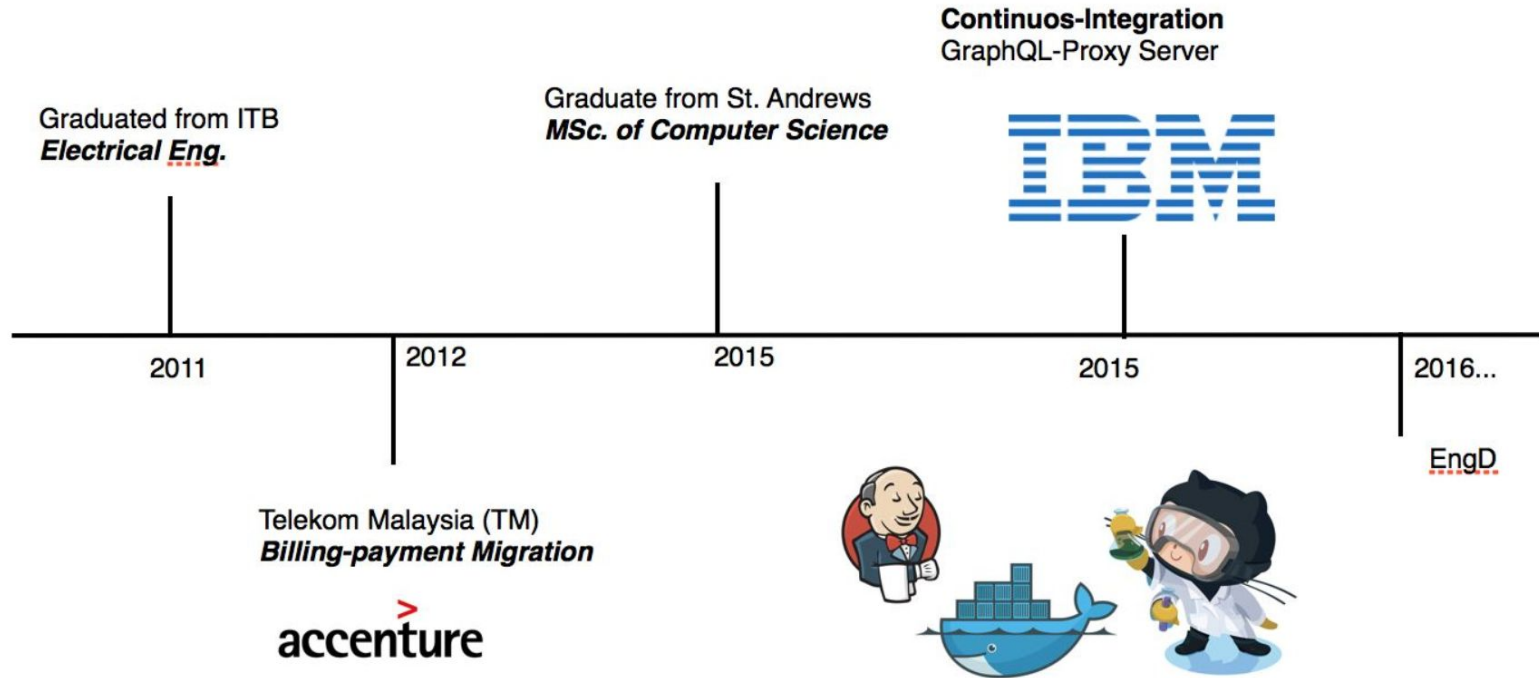 Continuos-Integration
GraphQL-Proxy Server
Graduated from ITB
Electrical Eng.
Graduate from St. Andrews
MSc. of Computer Science
IBM
2011
2012
2015
2015
2016...
EngD
Telekom Malaysia (TM)
Billing-payment Migration
>
accenture